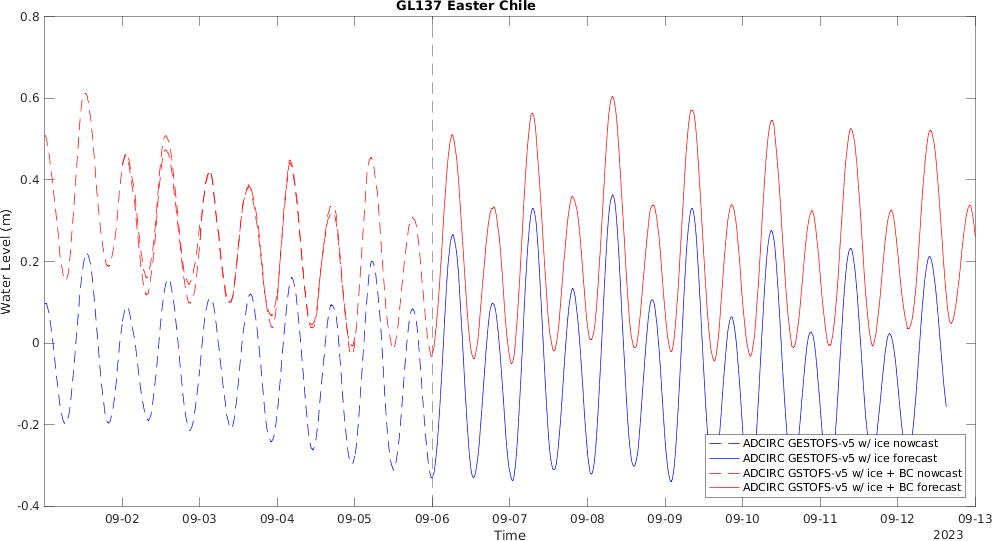 GL137 Easter Chile
0.8
0.6
0.4
0.2
0
-0.2
-0.4
Water Level (m)
09-02 09-03 09-04 09-05 09-06 09-07 09-08 09-09 09-10 09-11 09-12 09-13
Time
2023
ADCIRC GESTOFS-v5 w/ ice nowcast
ADCIRC GESTOFS-v5 w/ ice forecast
ADCIRC GSTOFS-v5 w/ ice + BC nowcast
ADCIRC GSTOFS-v5 w/ ice + BC forecast